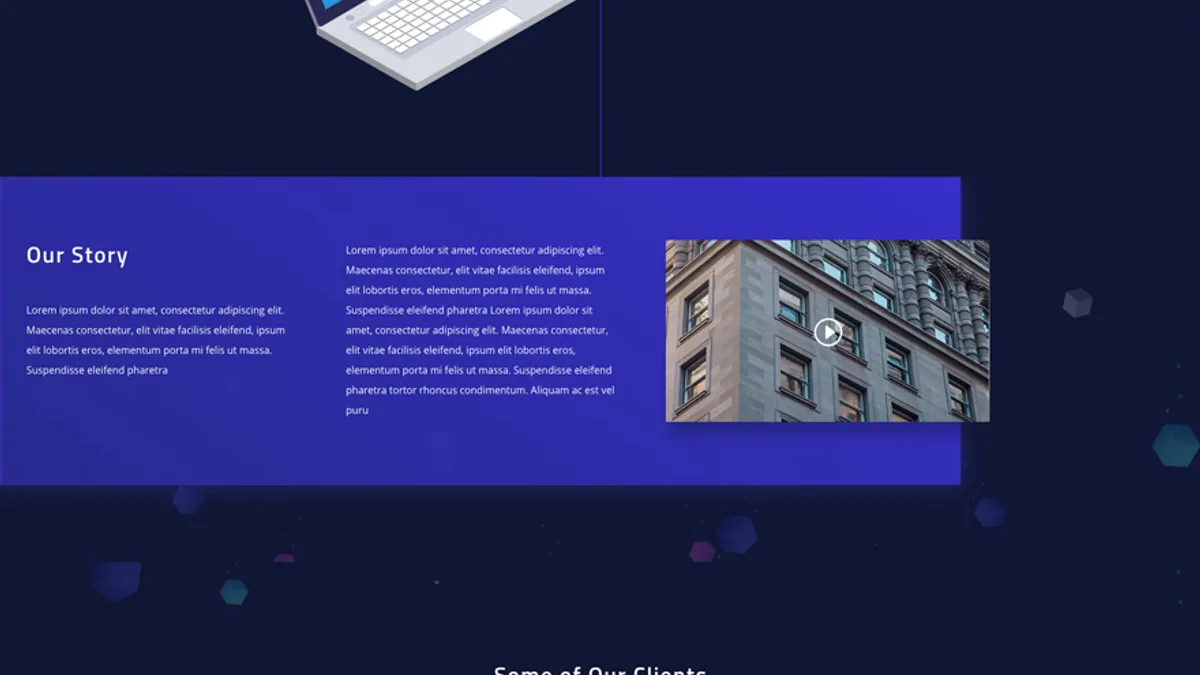 Our Story
Lorem ipsum dolor sit amet, consectetur adipiscing elit.
Maecenas consectetur, elit vitae facilisis eleifend, ipsum
elit lobortis eros, elementum porta mi felis ut massa.
Suspendisse eleifend pharetra
Lorem ipsum dolor sit amet, consectetur adipiscing elit.
Maecenas consectetur, elit vitae facilisis eleifend, ipsum
elit lobortis eros, elementum porta mi felis ut massa.
Suspendisse eleifend pharetra Lorem ipsum dolor sit
amet, consectetur adipiscing elit. Maecenas consectetur,
elit vitae facilisis eleifend, ipsum elit lobortis eros,
elementum porta mi felis ut massa. Suspendisse eleifend
pharetra tortor rhoncus condimentum. Aliquam ac est vel
puru
Some of Our Clients